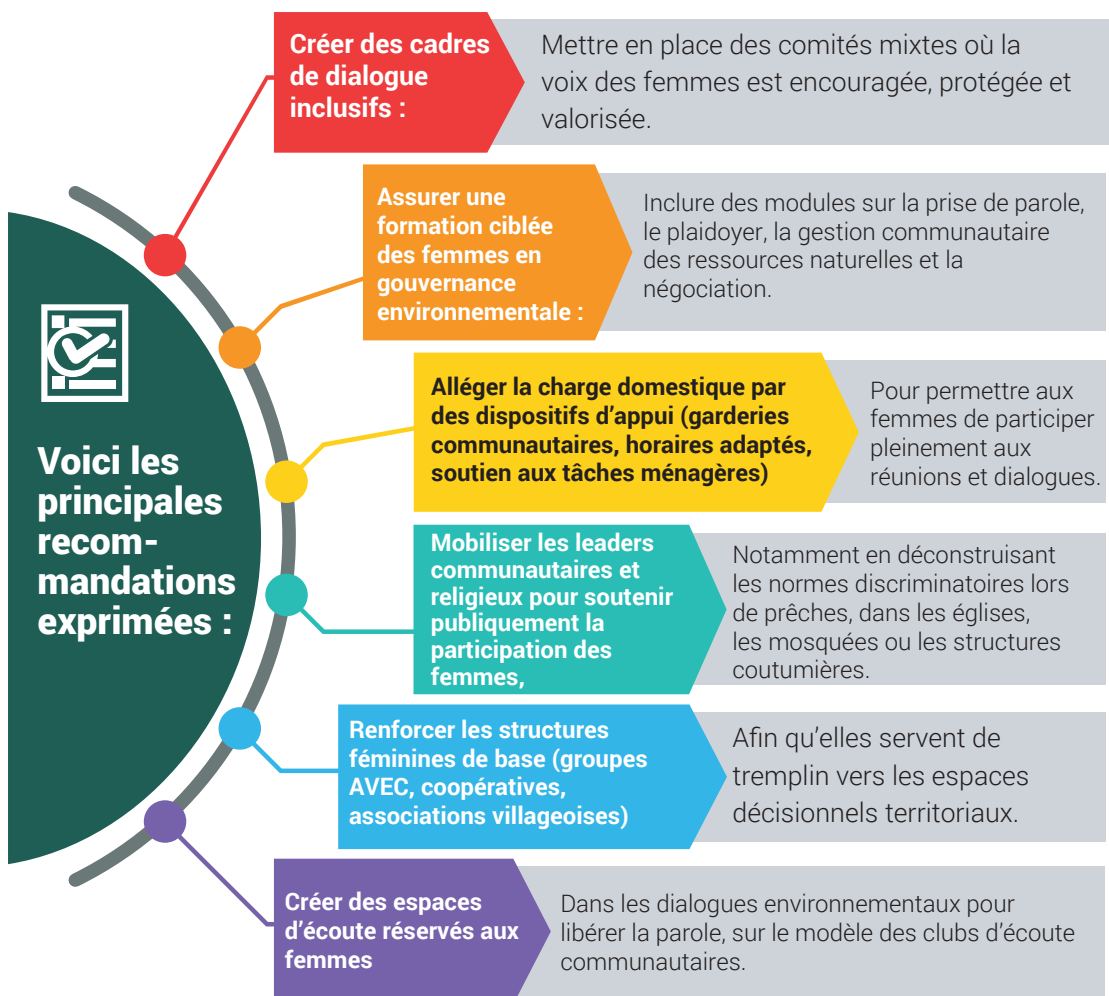 Voici les
principales
recom-
mandations
exprimées :
Créer des cadres
de dialogue
inclusifs :
Mettre en place des comités mixtes où la
voix des femmes est encouragée, protégée et
valorisée.
Assurer une
formation ciblée
des femmes en
gouvernance
environnementale :
Inclure des modules sur la prise de parole,
le plaidoyer, la gestion communautaire
des ressources naturelles et la
négociation.
Alléger la charge domestique par
des dispositifs d'appui (garderies
communautaires, horaires adaptés,
soutien aux tâches ménagères)
Pour permettre aux
femmes de participer
pleinement aux
réunions et dialogues.
Mobiliser les leaders
communautaires et
religieux pour soutenir
publiquement la
participation des
femmes,
Notamment en déconstruisant
les normes discriminatoires lors
de prêches, dans les églises,
les mosquées ou les structures
coutumières.
Renforcer les structures
féminines de base (groupes
AVEC, coopératives,
associations villageoises)
Afin qu'elles servent de
tremplin vers les espaces
décisionnels territoriaux.
Créer des espaces
d'écoute réservés aux
femmes
Dans les dialogues environnementaux pour
libérer la parole, sur le modèle des clubs d'écoute
communautaires.